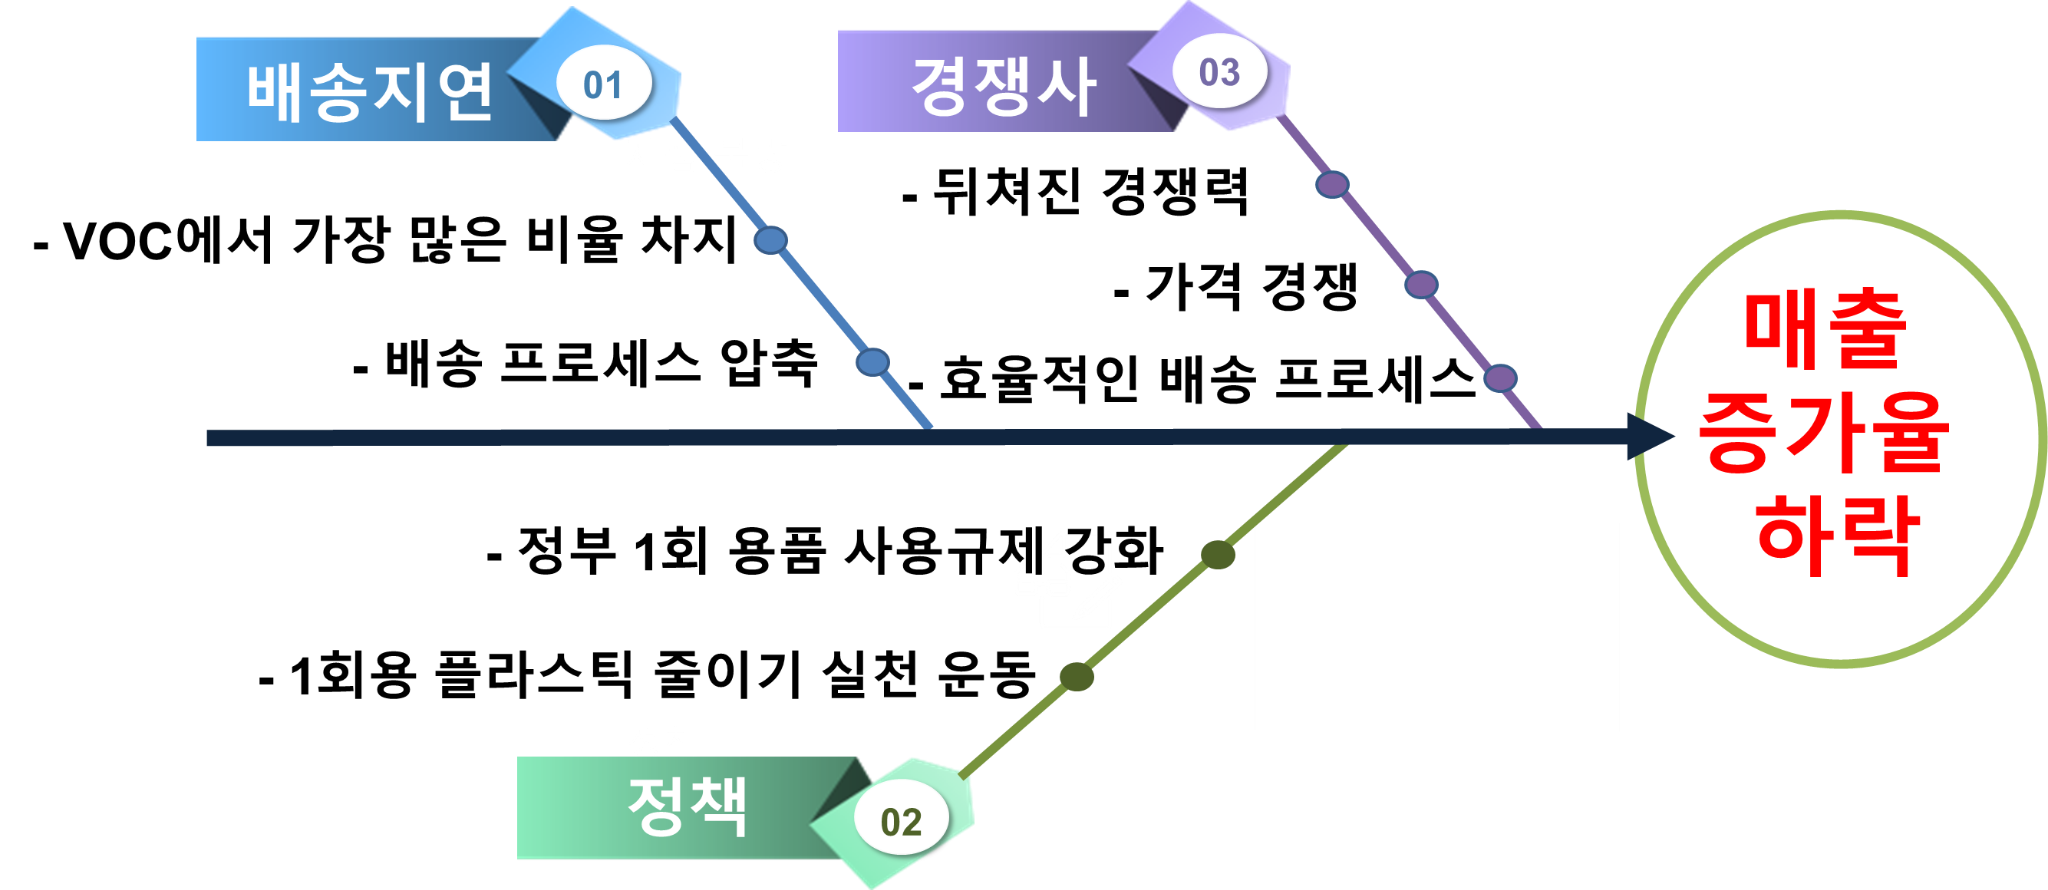 배송지연
01
- VOC에서 가장 많은 비율 차지
- 배송 프로세스 압축
경쟁사
03
- 뒤쳐진 경쟁력
- 가격 경쟁
- 효율적인 배송 프로세스
매출
증가율
하락
- 정부 1회 용품 사용규제 강화
- 1회용 플라스틱 줄이기 실천 운동
정책
02